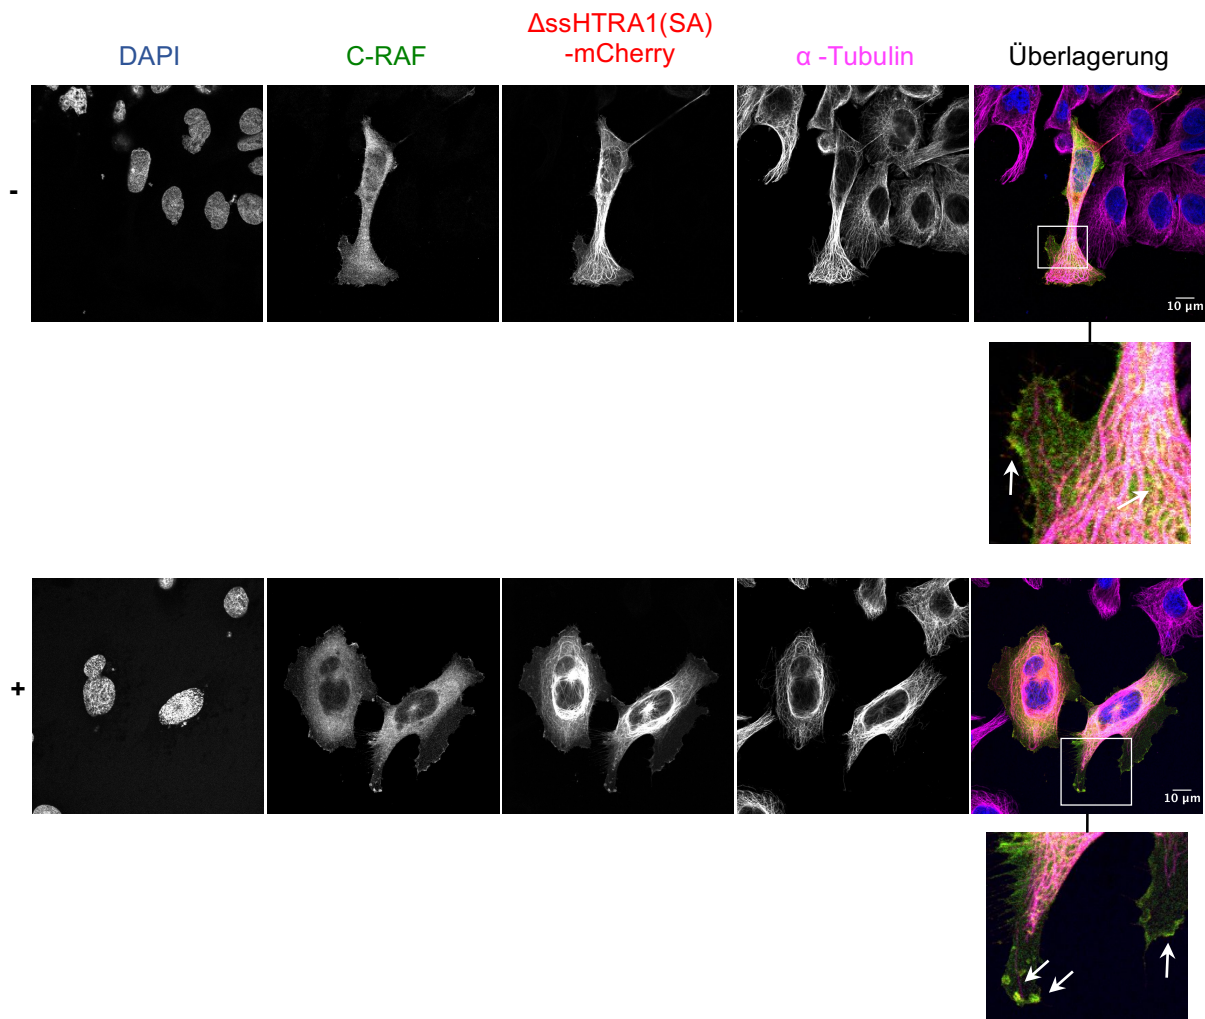 DAPI
C-RAF
ΔssHTRA1(SA)
-mCherry
α -Tubulin
Überlagerung
-
10 µm
+
10 µm